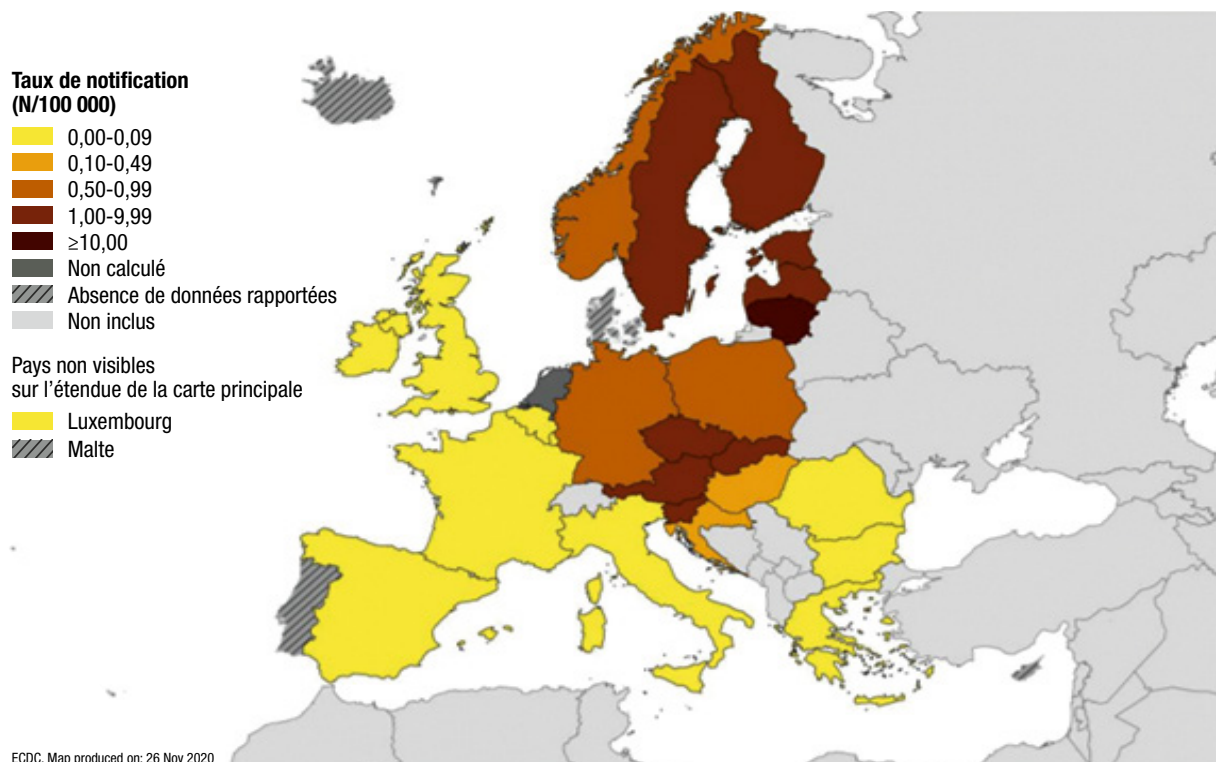 Taux de notification
(N/100 000)
0,00-0,09
0,10-0,49
0,50-0,99
1,00-9,99
≥10,00
Non calculé
Absence de données rapportées
Non inclus
Pays non visibles
sur l'étendue de la carte principale
Luxembourg
Malte
ECDC. Map produced on: 26 Nov 2020